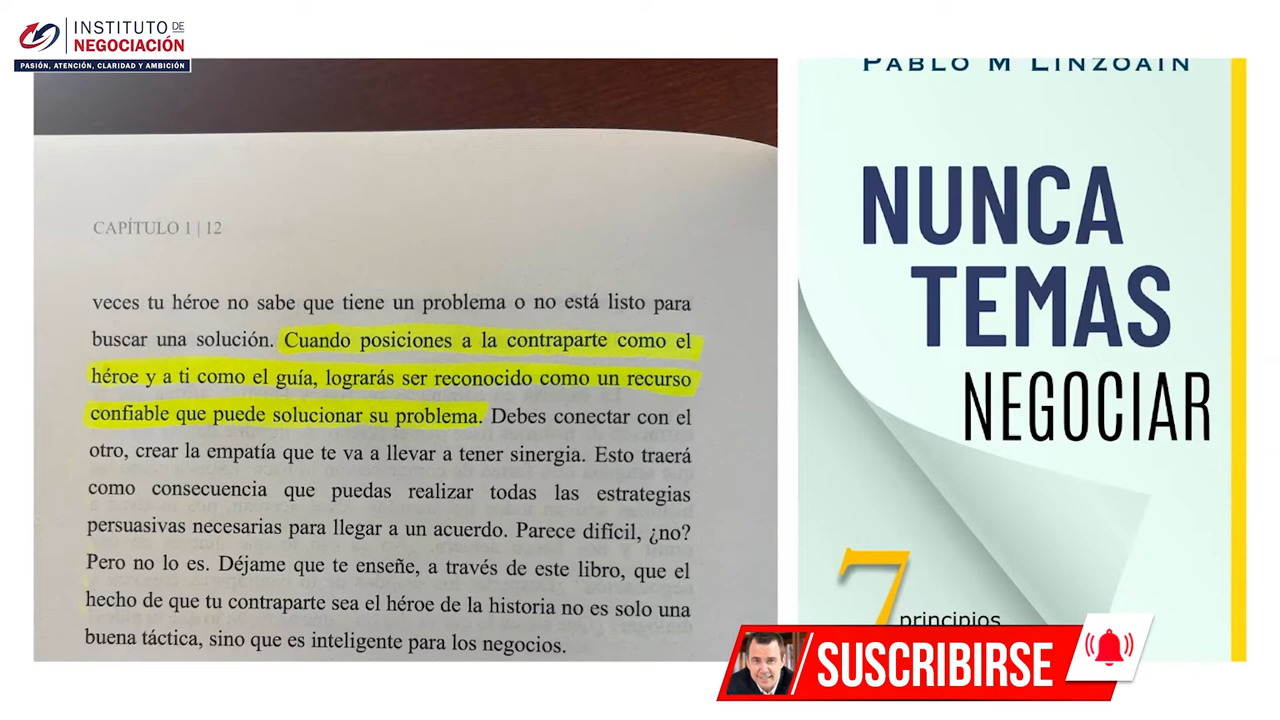 INSTITUTO DE
NEGOCIACIÓN
PASIÓN, ATENCIÓN, CLARIDAD Y AMBICIÓN
CAPÍTULO 1 | 12
veces tu héroe no sabe que tiene un problema o no está listo para
buscar una solución. Cuando posiciones a la contraparte como el
héroe y a ti como el guía, lograrás ser reconocido como un recurso
confiable que puede solucionar su problema. Debes conectar con el
otro, crear la empatía que te va a llevar a tener sinergia. Esto traerá
como consecuencia que puedas realizar todas las estrategias
persuasivas necesarias para llegar a un acuerdo. Parece difícil, ¿no?
Pero no lo es. Déjame que te enseñe, a través de este libro, que el
hecho de que tu contraparte sea el héroe de la historia no es solo una
buena táctica, sino que es inteligente para los negocios.
PABLO M LINZOAIN
NUNCA
TEMAS
NEGOCIAR
7
principios
SUSCRIBIRSE